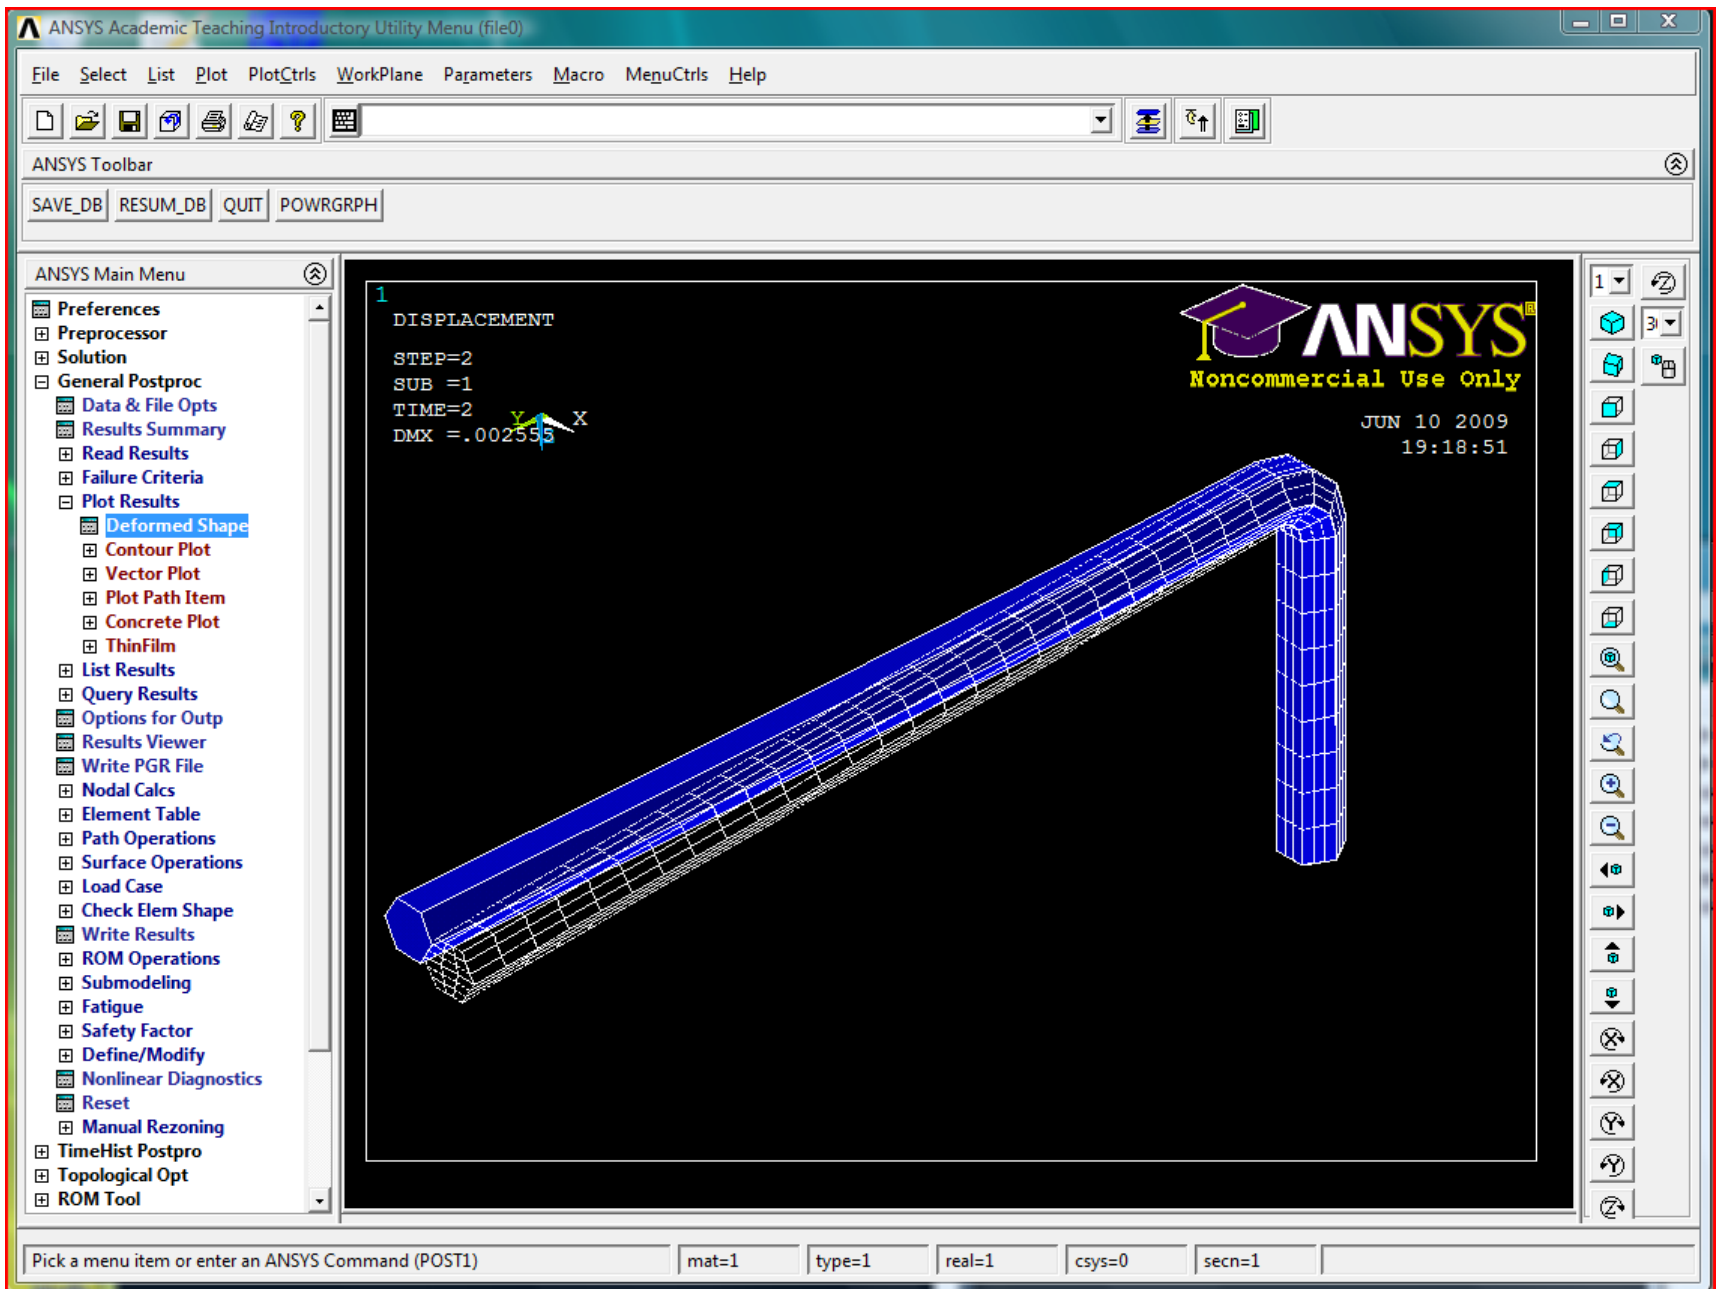 ANSYS Academic Teaching Introductory Utility Menu (file0)
File Select List Plot PlotCtrls WorkPlane Parameters Macro MenuCtrls Help
ANSYS Toolbar
SAVE_DB RESUM_DB QUIT POWRGRPH
ANSYS Main Menu
Preferences
Preprocessor
Solution
General Postproc
Data & File Opts
Results Summary
Read Results
Failure Criteria
Plot Results
Deformed Shape
Contour Plot
Vector Plot
Plot Path Item
Concrete Plot
ThinFilm
List Results
Query Results
Options for Outp
Results Viewer
Write PGR File
Nodal Calcs
Element Table
Path Operations
Surface Operations
Load Case
Check Elem Shape
Write Results
ROM Operations
Submodeling
Fatigue
Safety Factor
Define/Modify
Nonlinear Diagnostics
Reset
Manual Rezoning
TimeHist Postpro
Topological Opt
ROM Tool
1
DISPLACEMENT
STEP=2
SUB =1
TIME=2
DMX =.002555
Y X
ANSYS®
Noncommercial Use Only
JUN 10 2009
19:18:51
1
Pick a menu item or enter an ANSYS Command (POST1)
mat=1
type=1
real=1
csys=0
secn=1